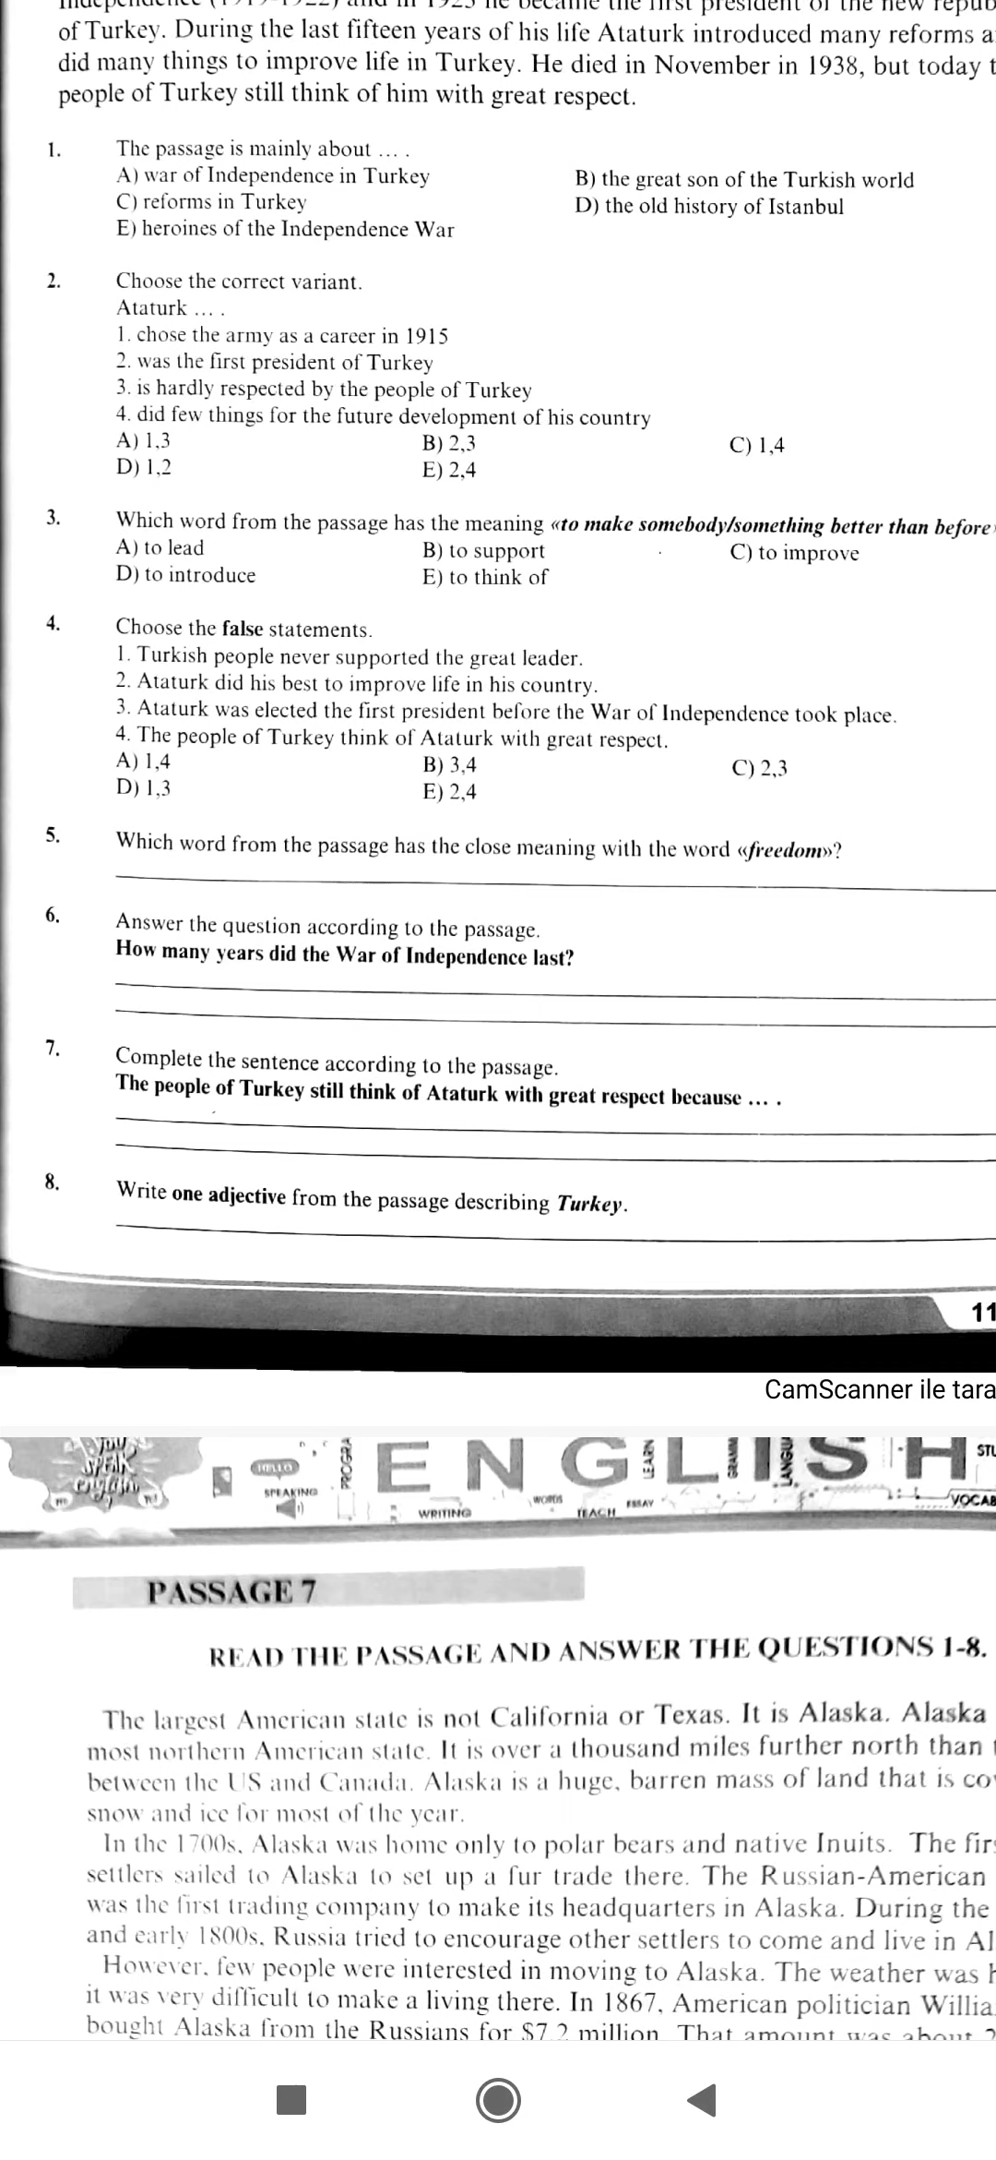 of Turkey. During the last fifteen years of his life Ataturk introduced many reforms a
did many things to improve life in Turkey. He died in November in 1938, but today t
people of Turkey still think of him with great respect.
1. The passage is mainly about ... .
A) war of Independence in Turkey B) the great son of the Turkish world
C) reforms in Turkey D) the old history of Istanbul
E) heroines of the Independence War
2. Choose the correct variant.
Ataturk ... .
1. chose the army as a career in 1915
2. was the first president of Turkey
3. is hardly respected by the people of Turkey
4. did few things for the future development of his country
A) 1,3 B) 2,3 C) 1,4
D) 1,2 E) 2,4
3. Which word from the passage has the meaning «to make somebody/something better than before
A) to lead B) to support C) to improve
D) to introduce E) to think of
4. Choose the false statements.
1. Turkish people never supported the great leader.
2. Ataturk did his best to improve life in his country.
3. Ataturk was elected the first president before the War of Independence took place.
4. The people of Turkey think of Ataturk with great respect.
A) 1,4 B) 3,4 C) 2,3
D) 1,3 E) 2,4
5. Which word from the passage has the close meaning with the word «freedom»?
6. Answer the question according to the passage.
How many years did the War of Independence last?
7. Complete the sentence according to the passage.
The people of Turkey still think of Ataturk with great respect because ... .
8. Write one adjective from the passage describing Turkey.
11
CamScanner ile tara
YOU SPEAK English
HELLO
SPEAKING
PROGRA
ENGLISH
LEARN
GRAMM
LANGUA
STU
WRITING
WORDS
TEACH
ESSAY
VOCAB
PASSAGE 7
READ THE PASSAGE AND ANSWER THE QUESTIONS 1-8.
The largest American state is not California or Texas. It is Alaska. Alaska
most northern American state. It is over a thousand miles further north than
between the US and Canada. Alaska is a huge, barren mass of land that is co
snow and ice for most of the year.
In the 1700s, Alaska was home only to polar bears and native Inuits. The fir
settlers sailed to Alaska to set up a fur trade there. The Russian-American
was the first trading company to make its headquarters in Alaska. During the
and early 1800s, Russia tried to encourage other settlers to come and live in Al
However, few people were interested in moving to Alaska. The weather was h
it was very difficult to make a living there. In 1867, American politician Willia
bought Alaska from the Russians for $7.2 million. That amount was about 2